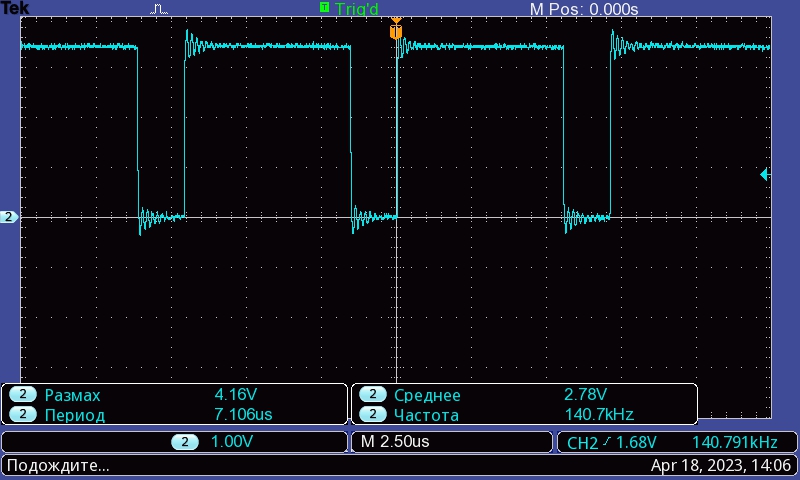 Tek T Trig'd M Pos: 0.000s
T
2
2 Размах 4.16V 2 Среднее 2.78V
2 Период 7.106us 2 Частота 140.7kHz
2 1.00V M 2.50us CH2 1.68V 140.791kHz
Подождите... Apr 18, 2023, 14:06